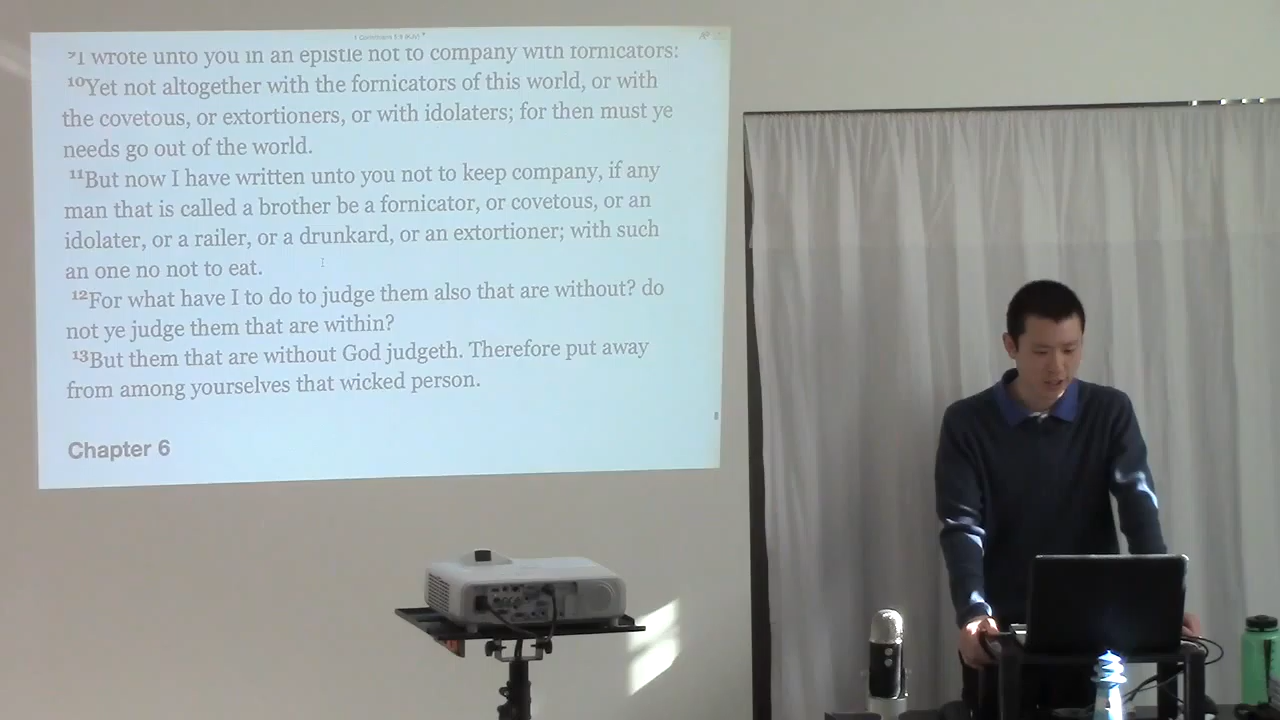 1 Corinthians 5:9 (KJV)
⁹I wrote unto you in an epistle not to company with fornicators:
¹⁰Yet not altogether with the fornicators of this world, or with
the covetous, or extortioners, or with idolaters; for then must ye
needs go out of the world.
¹¹But now I have written unto you not to keep company, if any
man that is called a brother be a fornicator, or covetous, or an
idolater, or a railer, or a drunkard, or an extortioner; with such
an one no not to eat.
¹²For what have I to do to judge them also that are without? do
not ye judge them that are within?
¹³But them that are without God judgeth. Therefore put away
from among yourselves that wicked person.
Chapter 6